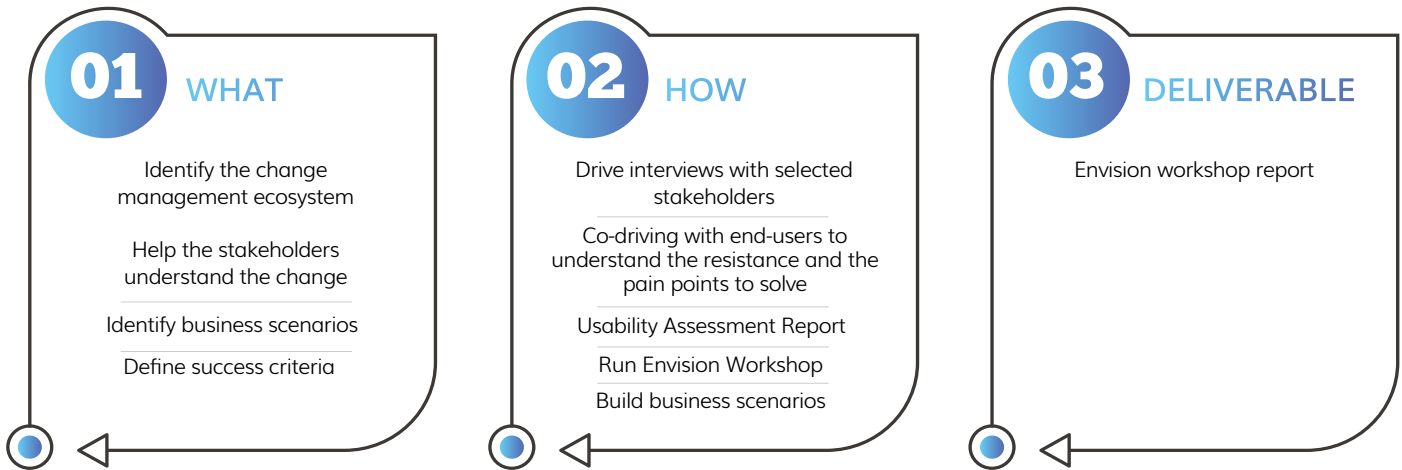 01
WHAT
Identify the change
management ecosystem
Help the stakeholders
understand the change
Identify business scenarios
Define success criteria
02
HOW
Drive interviews with selected
stakeholders
Co-driving with end-users to
understand the resistance and the
pain points to solve
Usability Assessment Report
Run Envision Workshop
Build business scenarios
03
DELIVERABLE
Envision workshop report